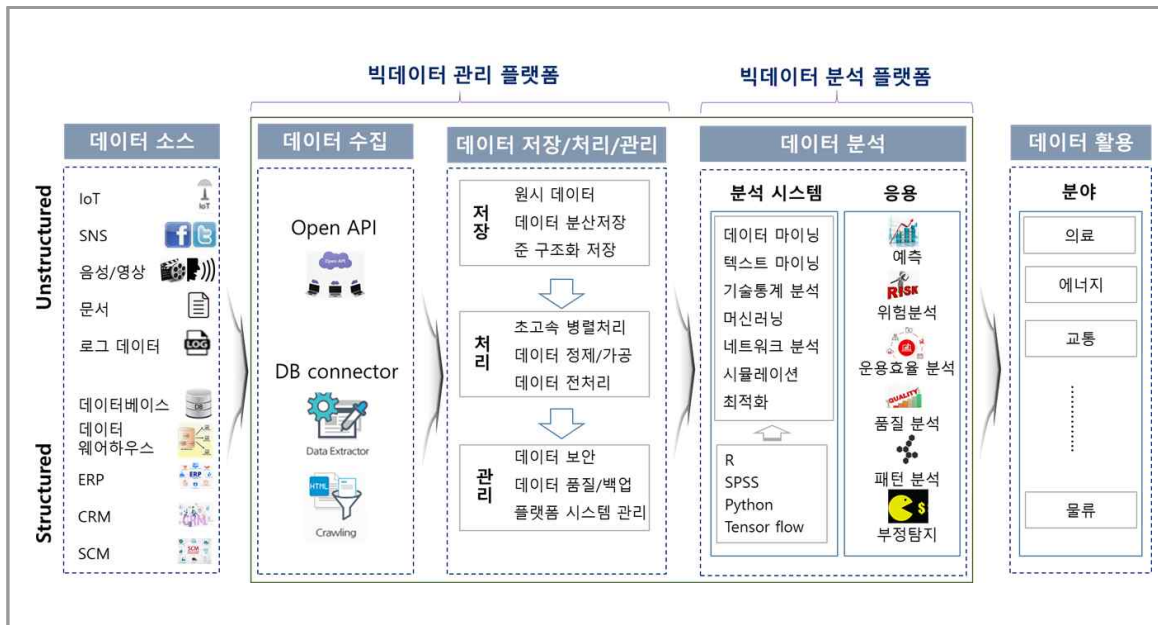 빅데이터 관리 플랫폼
빅데이터 분석 플랫폼
데이터 소스
데이터 수집
데이터 저장/처리/관리
데이터 분석
데이터 활용
Unstructured
IoT
IoT
SNS
음성/영상
문서
로그 데이터
LOG
Structured
데이터베이스
DB
데이터
웨어하우스
ERP
ERP
CRM
CRM
SCM
SCM
Open API
Open API
DB connector
Data Extractor
HTML
Crawling
저장
원시 데이터
데이터 분산저장
준 구조화 저장
처리
초고속 병렬처리
데이터 정제/가공
데이터 전처리
관리
데이터 보안
데이터 품질/백업
플랫폼 시스템 관리
분석 시스템
데이터 마이닝
텍스트 마이닝
기술통계 분석
머신러닝
네트워크 분석
시뮬레이션
최적화
R
SPSS
Python
Tensor flow
응용
예측
RISK
위험분석
운용효율 분석
QUALITY
품질 분석
패턴 분석
$
부정탐지
분야
의료
에너지
교통
물류